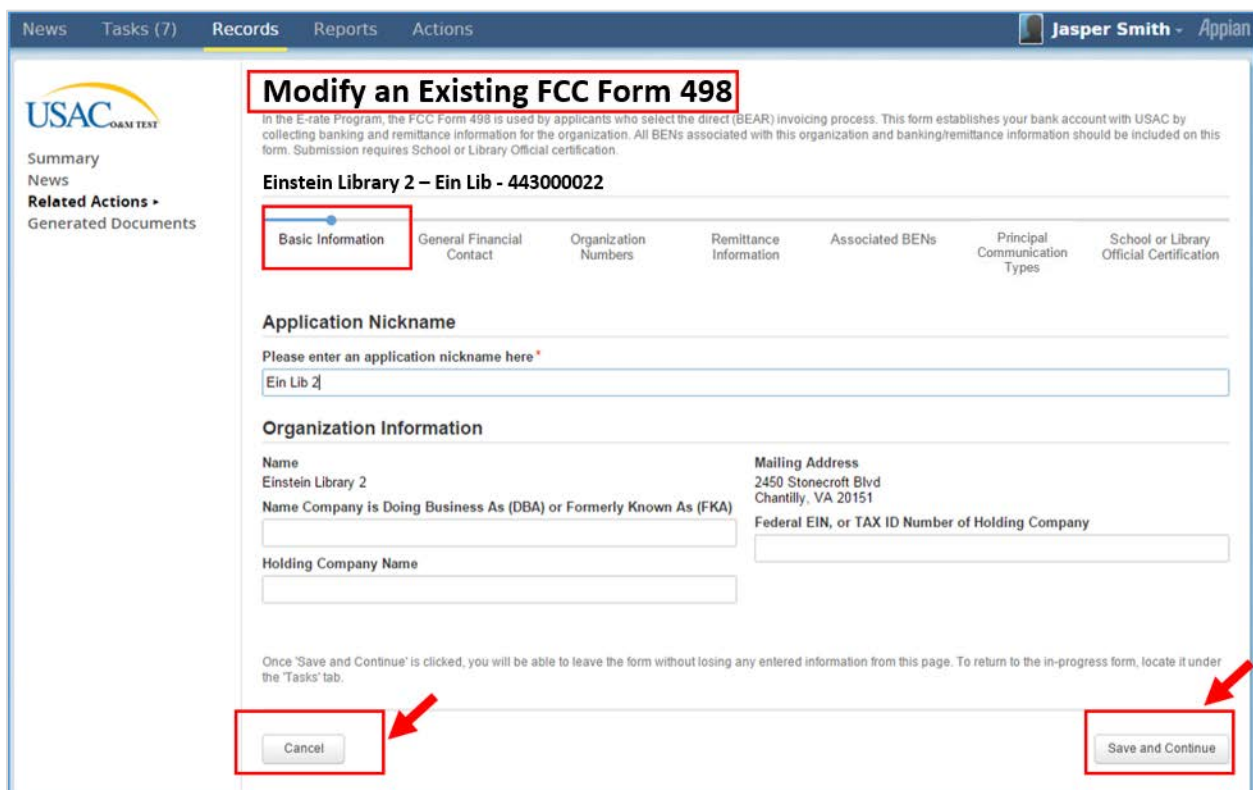 News Tasks (7) Records Reports Actions Jasper Smith Appian
USAC O&M TEST
Summary
News
Related Actions
Generated Documents
Modify an Existing FCC Form 498
In the E-rate Program, the FCC Form 498 is used by applicants who select the direct (BEAR) invoicing process. This form establishes your bank account with USAC by
collecting banking and remittance information for the organization. All BENs associated with this organization and banking/remittance information should be included on this
form. Submission requires School or Library Official certification.
Einstein Library 2 – Ein Lib - 443000022
Basic Information
General Financial
Contact
Organization
Numbers
Remittance
Information
Associated BENs
Principal
Communication
Types
School or Library
Official Certification
Application Nickname
Please enter an application nickname here *
Ein Lib 2
Organization Information
Name
Einstein Library 2
Name Company is Doing Business As (DBA) or Formerly Known As (FKA)
Holding Company Name
Mailing Address
2450 Stonecroft Blvd
Chantilly, VA 20151
Federal EIN, or TAX ID Number of Holding Company
Once 'Save and Continue' is clicked, you will be able to leave the form without losing any entered information from this page. To return to the in-progress form, locate it under
the 'Tasks' tab.
Cancel
Save and Continue